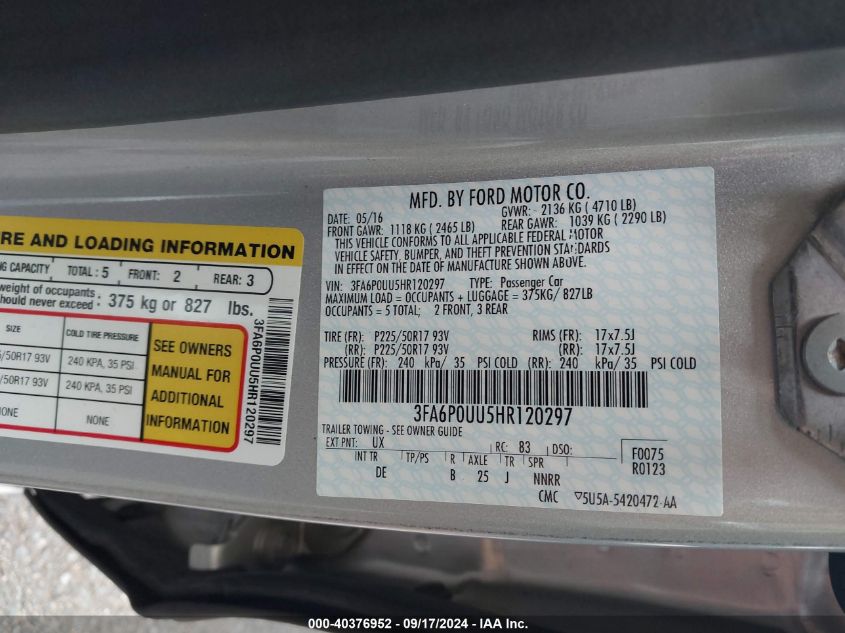 MFD. BY FORD MOTOR CO.
DATE: 05/16 GVWR: 2136 KG ( 4710 LB)
FRONT GAWR: 1118 KG ( 2465 LB) REAR GAWR: 1039 KG ( 2290 LB)
THIS VEHICLE CONFORMS TO ALL APPLICABLE FEDERAL MOTOR
VEHICLE SAFETY, BUMPER, AND THEFT PREVENTION STANDARDS
IN EFFECT ON THE DATE OF MANUFACTURE SHOWN ABOVE.
VIN: 3FA6P0UU5HR120297 TYPE: Passenger Car
MAXIMUM LOAD = OCCUPANTS + LUGGAGE = 375KG/ 827LB
OCCUPANTS = 5 TOTAL; 2 FRONT, 3 REAR
TIRE (FR): P225/50R17 93V RIMS (FR): 17x7.5J
(RR): P225/50R17 93V (RR): 17x7.5J
PRESSURE (FR): 240 kPa/ 35 PSI COLD (RR): 240 kPa/ 35 PSI COLD
3FA6P0UU5HR120297
TRAILER TOWING - SEE OWNER GUIDE
EXT PNT: UX RC: 83 DSO: F0075
INT TR TP/PS R AXLE TR SPR R0123
DE B 25 J NNRR
CMC ▽5U5A-5420472-AA
RE AND LOADING INFORMATION
NG CAPACITY TOTAL : 5 FRONT: 2 REAR: 3
weight of occupants
should never exceed : 375 kg or 827 lbs.
SIZE COLD TIRE PRESSURE
/50R17 93V 240 KPA, 35 PSI
/50R17 93V 240 KPA, 35 PSI
NONE NONE
SEE OWNERS
MANUAL FOR
ADDITIONAL
INFORMATION
3FA6P0UU5HR120297
000-40376952 - 09/17/2024 - IAA Inc.